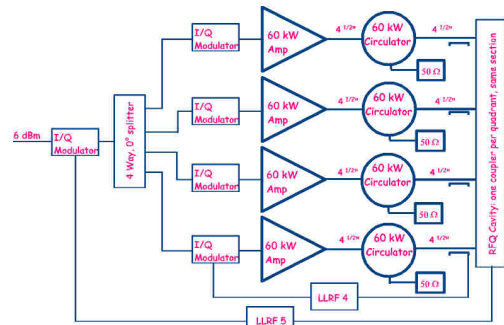 I/Q
Modulator
60 kW
Amp
4 1/2"
60 kW
Circulator
4 1/2"
50 Ω
I/Q
Modulator
60 kW
Amp
4 1/2"
60 kW
Circulator
4 1/2"
50 Ω
6 dBm
I/Q
Modulator
4 Way, 0° splitter
I/Q
Modulator
60 kW
Amp
4 1/2"
60 kW
Circulator
4 1/2"
50 Ω
I/Q
Modulator
60 kW
Amp
4 1/2"
60 kW
Circulator
4 1/2"
50 Ω
RFQ Cavity: one coupler per quadrant, same section
LLRF 4
LLRF 5